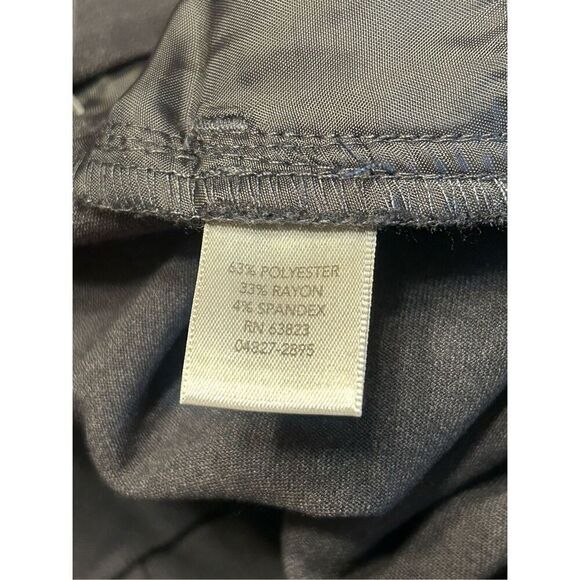 63% POLYESTER
33% RAYON
4% SPANDEX
RN 63823
04827-2895